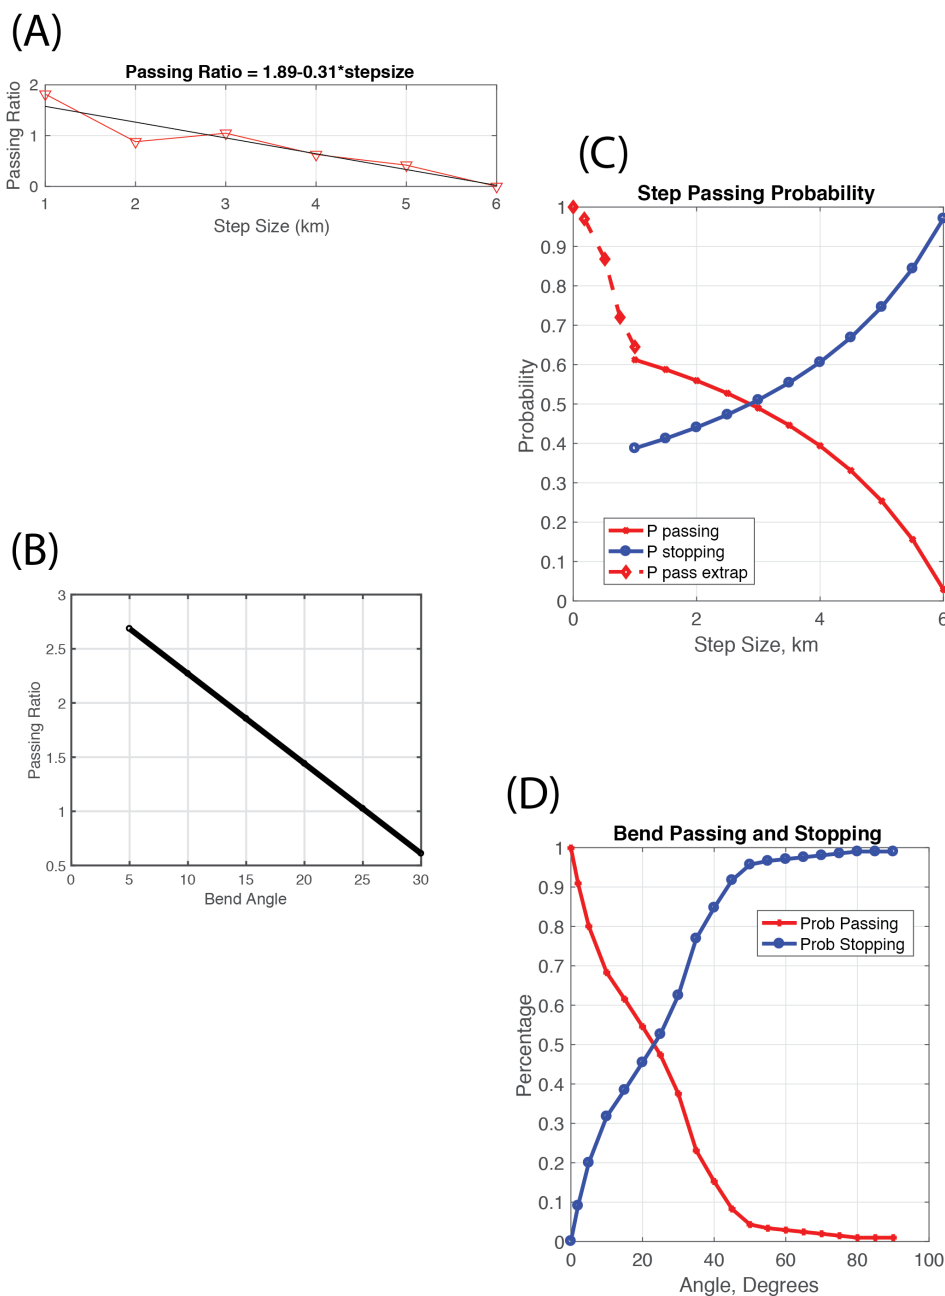 (A)
Passing Ratio = 1.89-0.31*stepsize
Passing Ratio
2
1
0
1 2 3 4 5 6
Step Size (km)
(B)
Passing Ratio
3
2.5
2
1.5
1
0.5
0 5 10 15 20 25 30
Bend Angle
(C)
Step Passing Probability
Probability
1
0.9
0.8
0.7
0.6
0.5
0.4
0.3
0.2
0.1
0
P passing
P stopping
P pass extrap
0 2 4 6
Step Size, km
(D)
Bend Passing and Stopping
Percentage
1
0.9
0.8
0.7
0.6
0.5
0.4
0.3
0.2
0.1
0
Prob Passing
Prob Stopping
0 20 40 60 80 100
Angle, Degrees